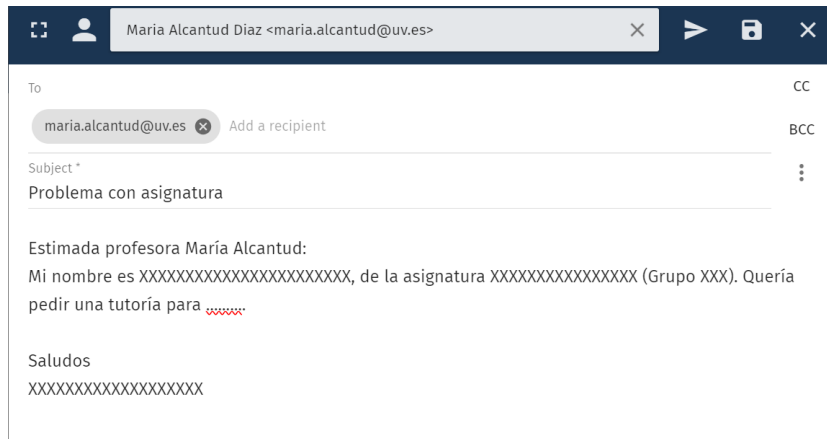 Maria Alcantud Diaz <maria.alcantud@uv.es>
To
CC
maria.alcantud@uv.es Add a recipient
BCC
Subject *
Problema con asignatura
Estimada profesora María Alcantud:
Mi nombre es XXXXXXXXXXXXXXXXXXXXXXX, de la asignatura XXXXXXXXXXXXXXXX (Grupo XXX). Quería
pedir una tutoría para .........
Saludos
XXXXXXXXXXXXXXXXXXX